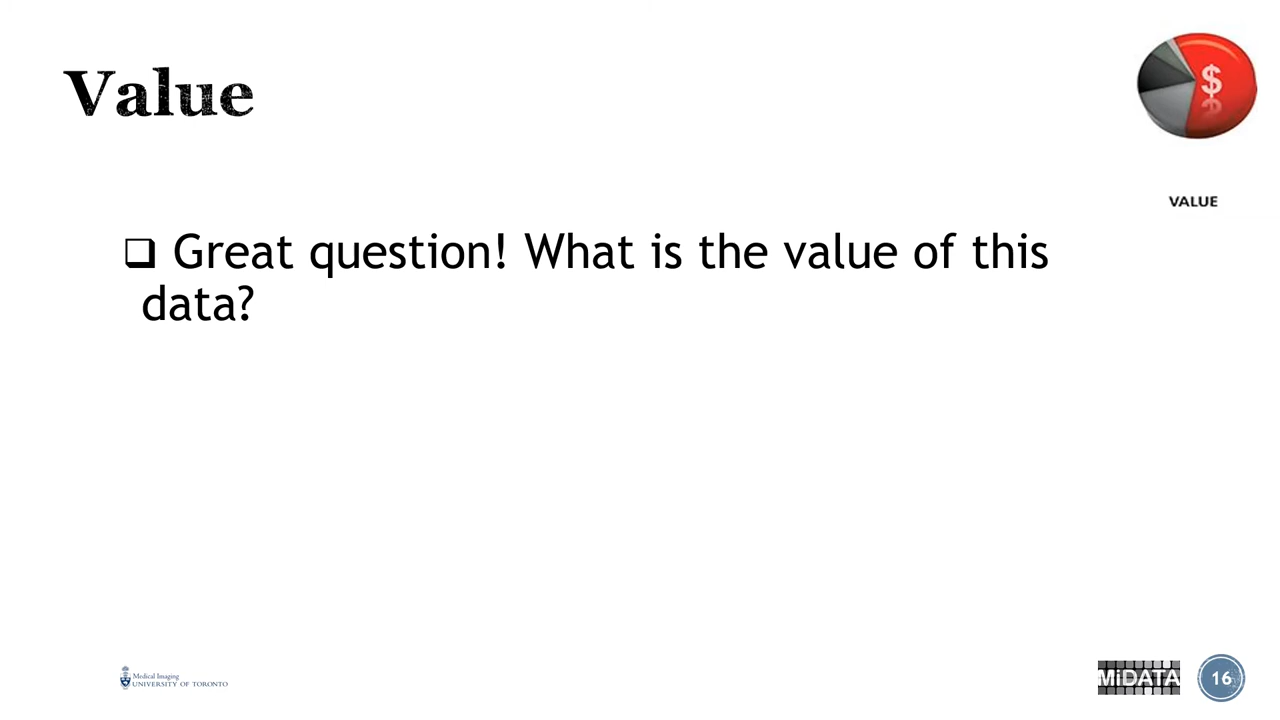 Value
$
VALUE
❑ Great question! What is the value of this
data?
Medical Imaging
UNIVERSITY OF TORONTO
MiDATA
16